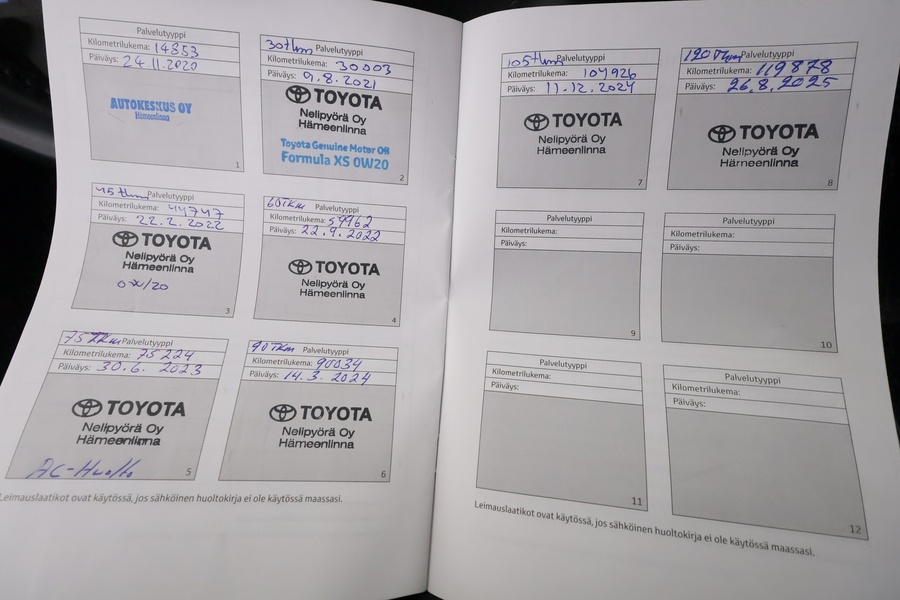 Palvelutyyppi
Kilometrilukema: 14853
Päiväys: 24 11.2020
AUTOKESKUS OY
Hämeenlinna
1
30tkm Palvelutyyppi
Kilometrilukema: 30003
Päiväys: 9.8.2021
TOYOTA
Nelipyörä Oy
Hämeenlinna
Toyota Genuine Motor Oil
Formula XS 0W20
2
45tkm Palvelutyyppi
Kilometrilukema: 44747
Päiväys: 22.2.2022
TOYOTA
Nelipyörä Oy
Hämeenlinna
0W/20
3
60TKM Palvelutyyppi
Kilometrilukema: 59962
Päiväys: 22.9.2022
TOYOTA
Nelipyörä Oy
Hämeenlinna
4
75TKm Palvelutyyppi
Kilometrilukema: 75224
Päiväys: 30.6. 2023
TOYOTA
Nelipyörä Oy
Hämeenlinna
AC-Huolto
5
90TKm Palvelutyyppi
Kilometrilukema: 90034
Päiväys: 14.3. 2024
TOYOTA
Nelipyörä Oy
Hämeenlinna
6
Leimauslaatikot ovat käytössä, jos sähköinen huoltokirja ei ole käytössä maassasi.
105tkm Palvelutyyppi
Kilometrilukema: 104926
Päiväys: 11.12.2024
TOYOTA
Nelipyörä Oy
Hämeenlinna
7
120Tkm Palvelutyyppi
Kilometrilukema: 119878
Päiväys: 26.8.2025
TOYOTA
Nelipyörä Oy
Hämeenlinna
8
Palvelutyyppi
Kilometrilukema:
Päiväys:
9
Palvelutyyppi
Kilometrilukema:
Päiväys:
10
Palvelutyyppi
Kilometrilukema:
Päiväys:
11
Palvelutyyppi
Kilometrilukema:
Päiväys:
12
Leimauslaatikot ovat käytössä, jos sähköinen huoltokirja ei ole käytössä maassasi.